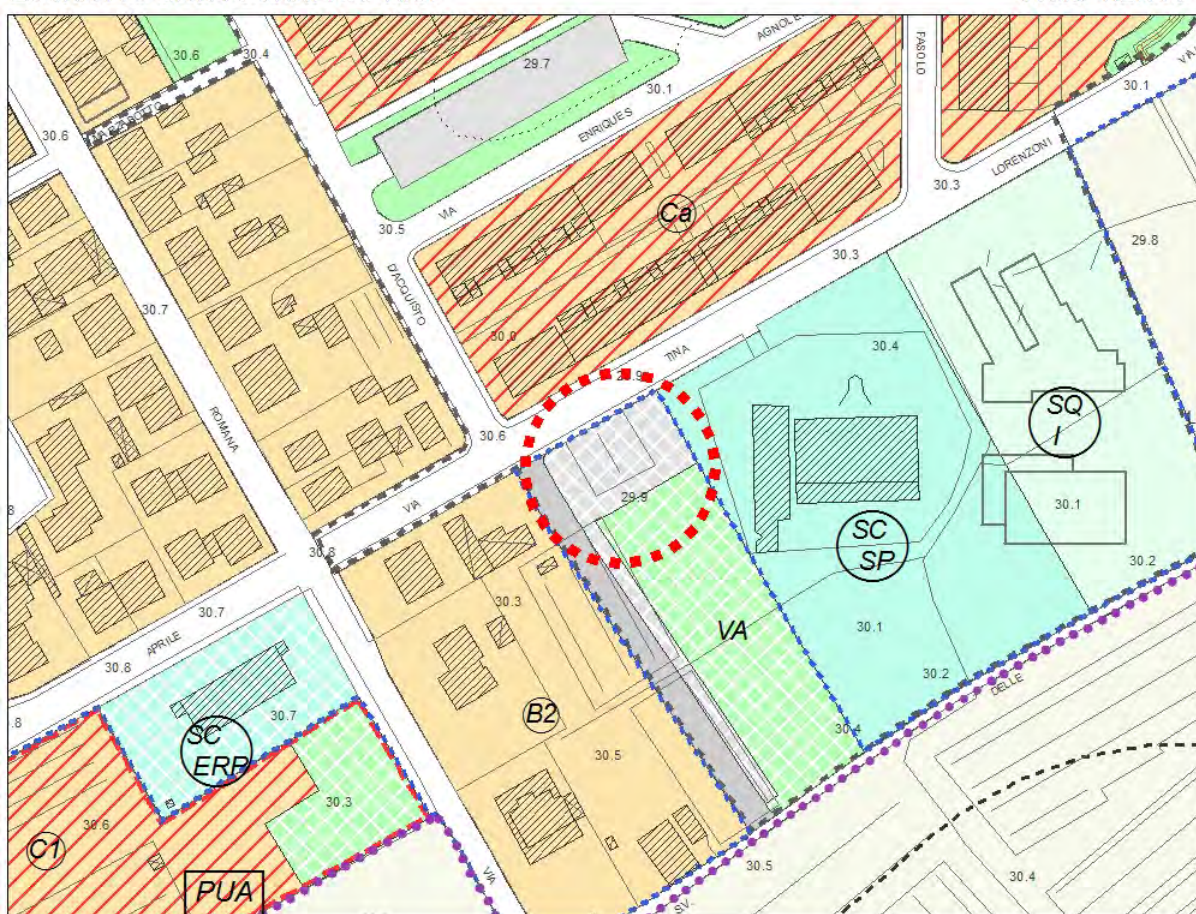 30.6
30.4
29.7
AGNOLE
FASOLO
30.1
30.1
VIA
30.6
ENRIQUES
LORENZONI
30.3
VIA
Ca
30.5
29.8
30.7
D'ACQUISTO
30.3
30.0
TINA
30.4
ROMANA
30.6
SQ
I
VIA
29.9
30.1
SC
SP
30.8
30.2
30.7
30.3
APRILE
VA
30.1
30.8
30.2
DELLE
SC
ERP
30.7
B2
30.4
30.5
30.3
C1
30.6
VIA
30.5
30.4
PUA
S.V.